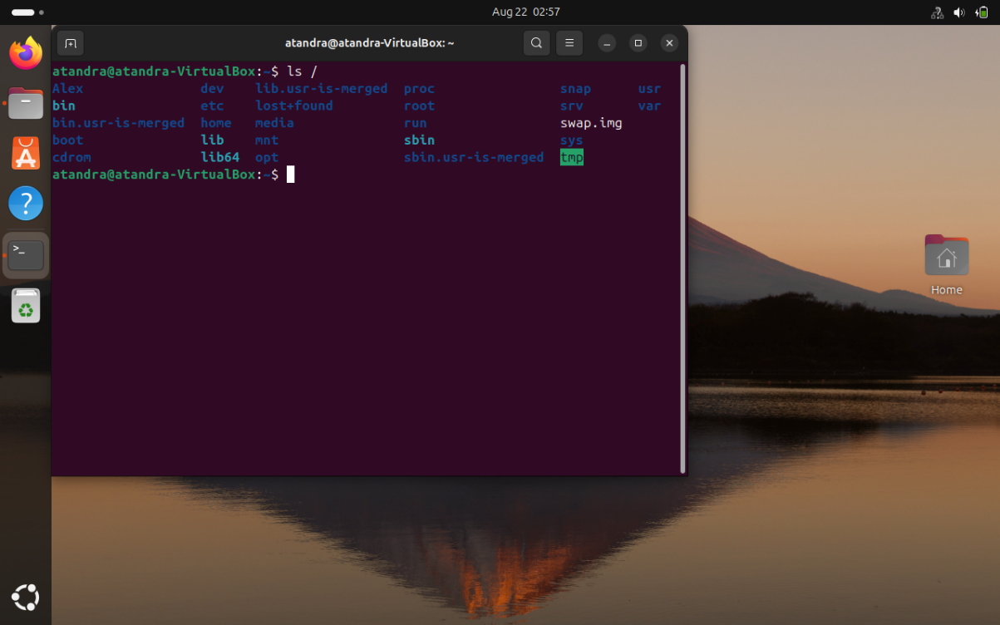 Aug 22 02:57
atandra@atandra-VirtualBox: ~
atandra@atandra-VirtualBox:~$ ls /
Alex dev lib.usr-is-merged proc snap usr
bin etc lost+found root srv var
bin.usr-is-merged home media run swap.img
boot lib mnt sbin sys
cdrom lib64 opt sbin.usr-is-merged tmp
atandra@atandra-VirtualBox:~$
Home